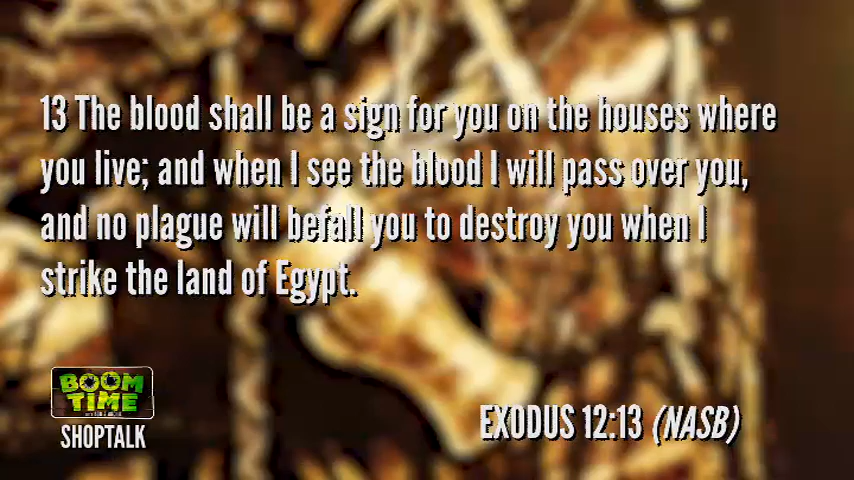 13 The blood shall be a sign for you on the houses where
you live; and when I see the blood I will pass over you,
and no plague will befall you to destroy you when I
strike the land of Egypt.
BOOM
TIME
SHOPTALK
EXODUS 12:13 (NASB)